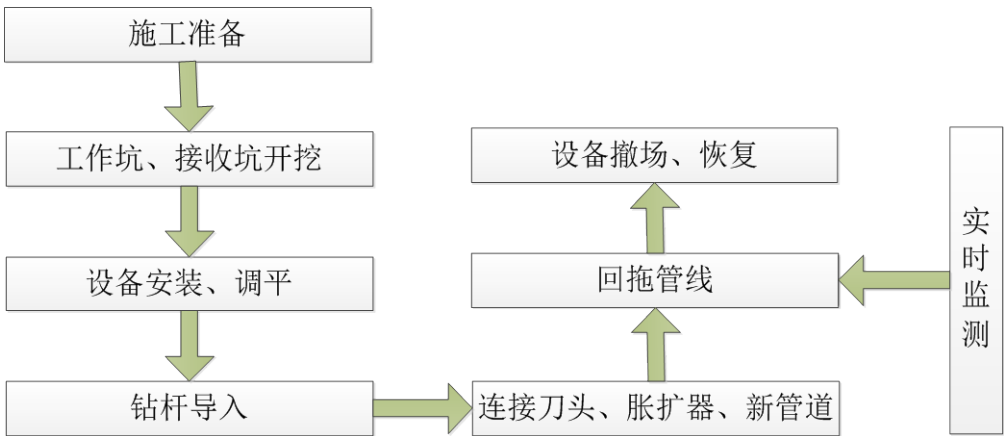 施工准备
工作坑、接收坑开挖
设备安装、调平
钻杆导入
连接刀头、胀扩器、新管道
回拖管线
设备撤场、恢复
实时监测